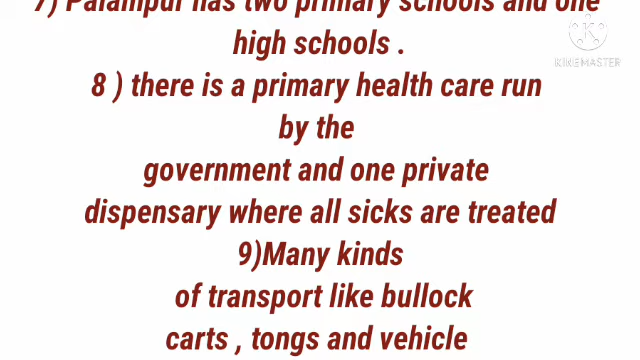 7) Palampur has two primary schools and one
high schools .
8 ) there is a primary health care run
by the
government and one private
dispensary where all sicks are treated
9)Many kinds
of transport like bullock
carts , tongs and vehicle
KINEMASTER